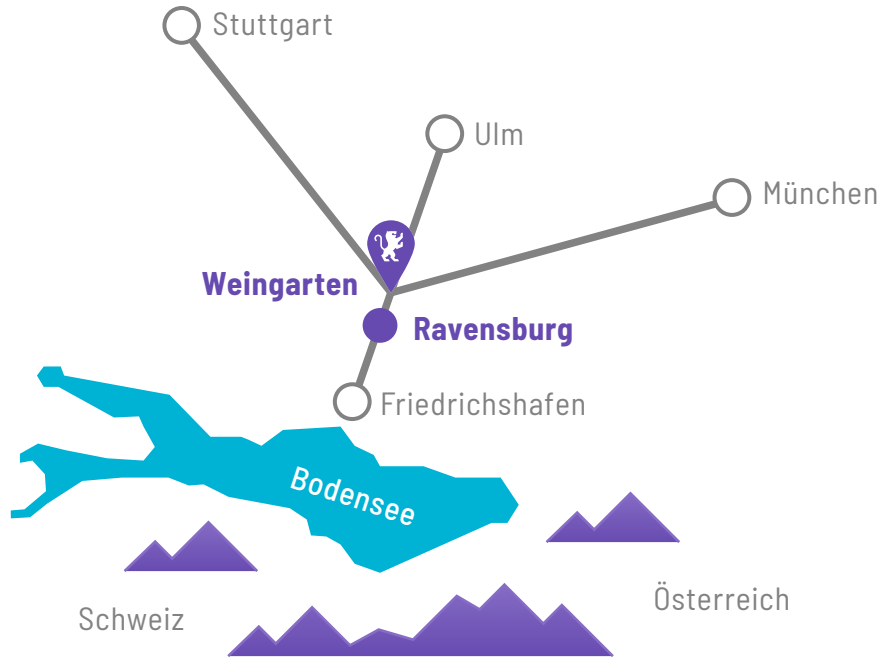 Stuttgart
Ulm
München
Weingarten
Ravensburg
Friedrichshafen
Bodensee
Österreich
Schweiz